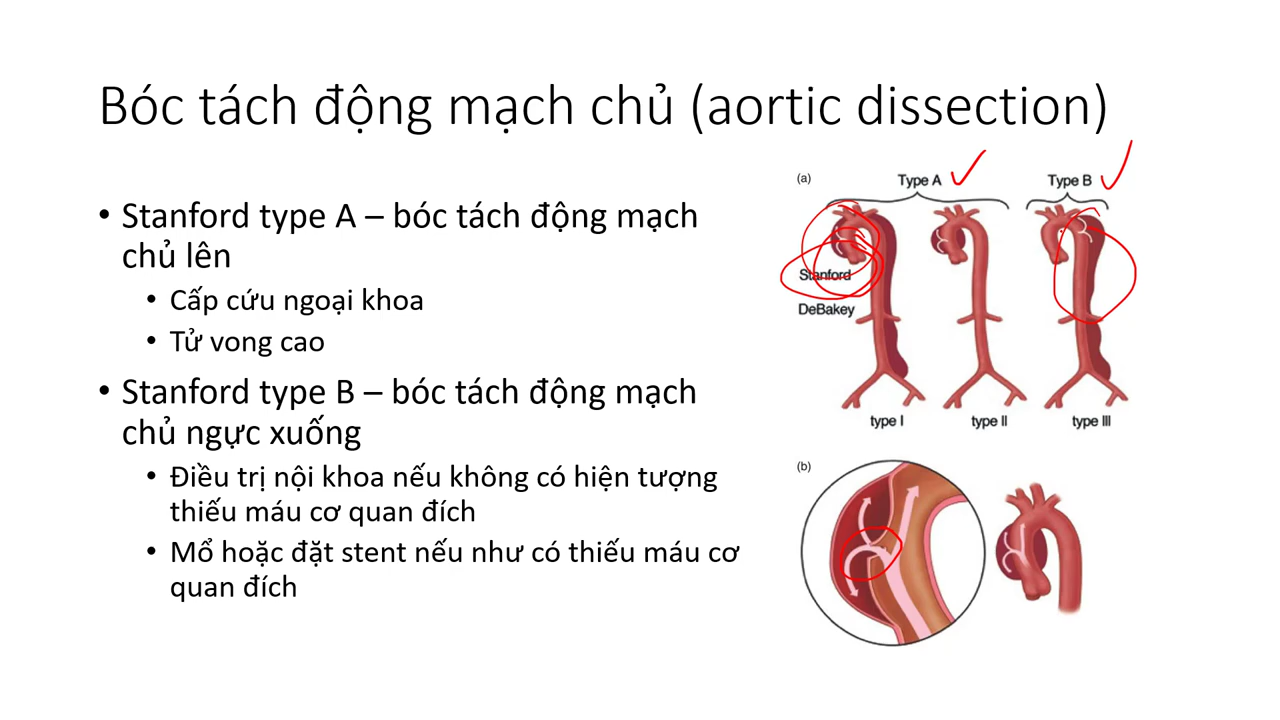 Bóc tách động mạch chủ (aortic dissection)
• Stanford type A – bóc tách động mạch
chủ lên
• Cấp cứu ngoại khoa
• Tử vong cao
• Stanford type B – bóc tách động mạch
chủ ngực xuống
• Điều trị nội khoa nếu không có hiện tượng
thiếu máu cơ quan đích
• Mổ hoặc đặt stent nếu như có thiếu máu cơ
quan đích
(a)
Type A
Type B
Stanford
DeBakey
type I
type II
type III
(b)